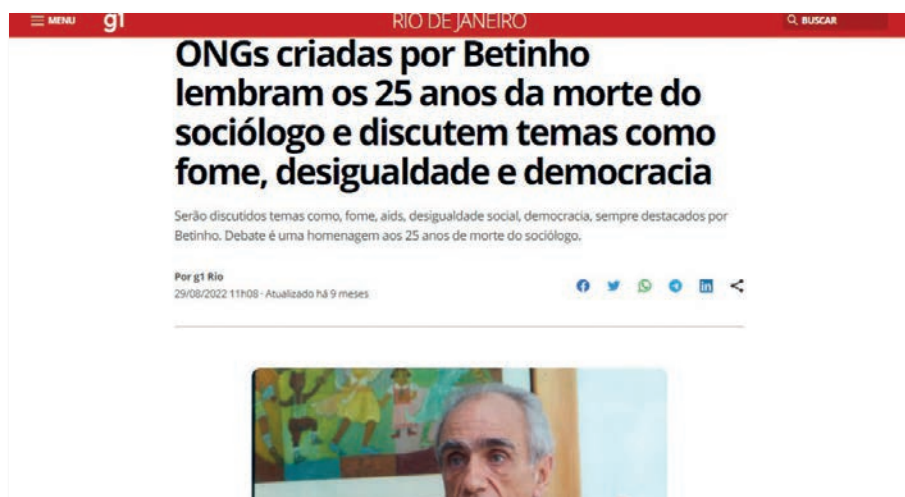 MENU g1 RIO DE JANEIRO BUSCAR
ONGs criadas por Betinho
lembram os 25 anos da morte do
sociólogo e discutem temas como
fome, desigualdade e democracia
Serão discutidos temas como, fome, aids, desigualdade social, democracia, sempre destacados por
Betinho. Debate é uma homenagem aos 25 anos de morte do sociólogo.
Por g1 Rio
29/08/2022 11h08 · Atualizado há 9 meses